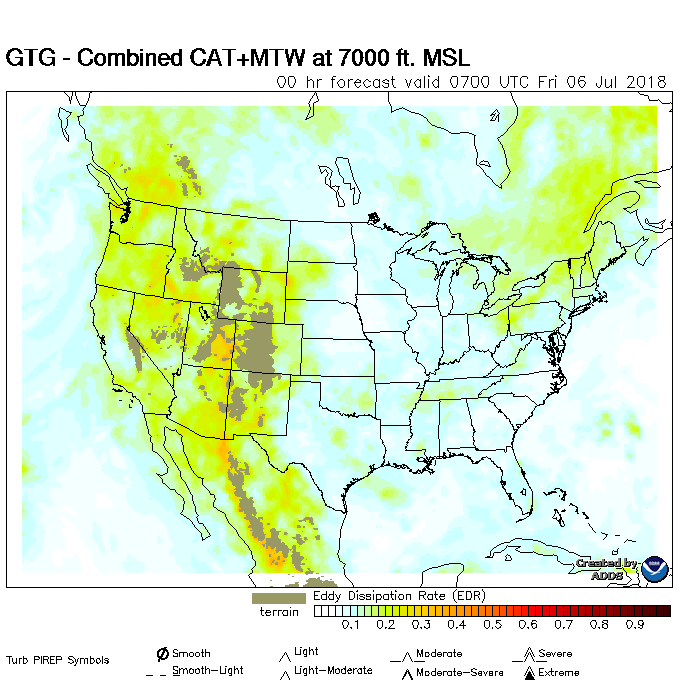 GTG - Combined CAT+MTW at 7000 ft. MSL
00 hr forecast valid 0700 UTC Fri 06 Jul 2018
Created by
ADDS
Eddy Dissipation Rate (EDR)
terrain
0.1 0.2 0.3 0.4 0.5 0.6 0.7 0.8 0.9
Turb PIREP Symbols
Smooth
Light
Moderate
Severe
Smooth-Light
Light-Moderate
Moderate-Severe
Extreme